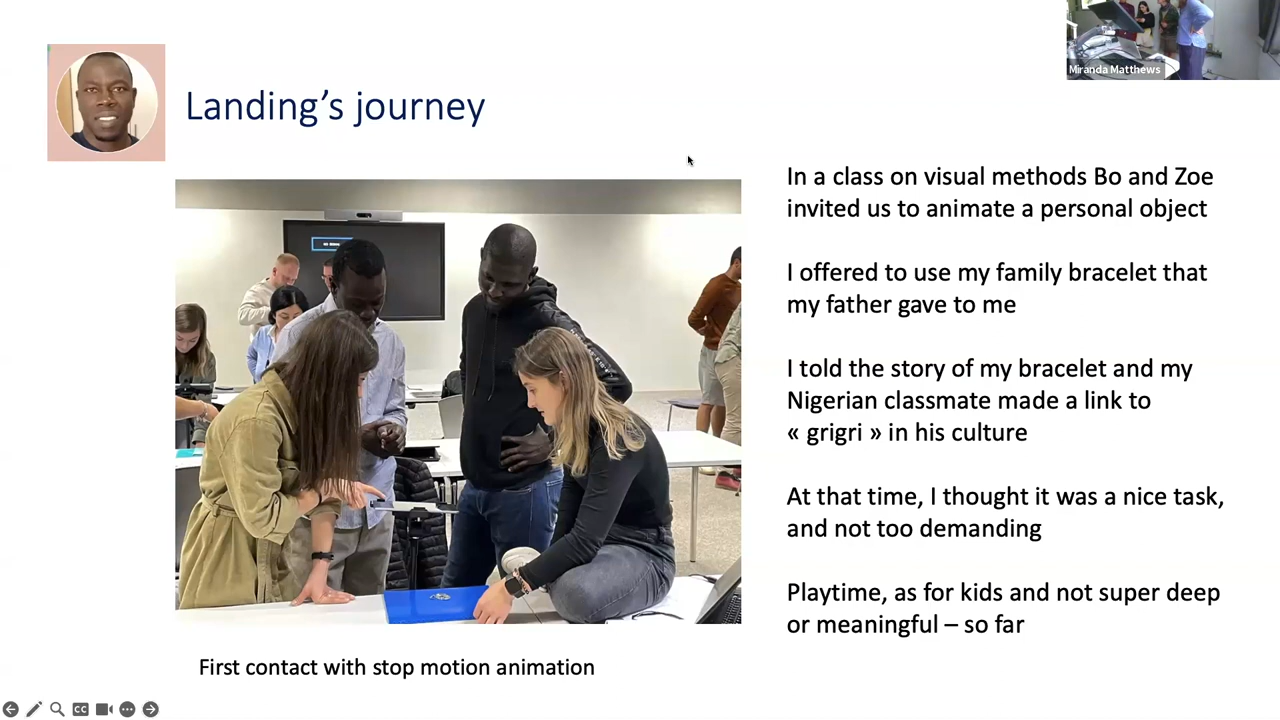 Miranda Matthews
Landing's journey
In a class on visual methods Bo and Zoe
invited us to animate a personal object
I offered to use my family bracelet that
my father gave to me
I told the story of my bracelet and my
Nigerian classmate made a link to
« grigri » in his culture
At that time, I thought it was a nice task,
and not too demanding
Playtime, as for kids and not super deep
or meaningful – so far
First contact with stop motion animation
CC